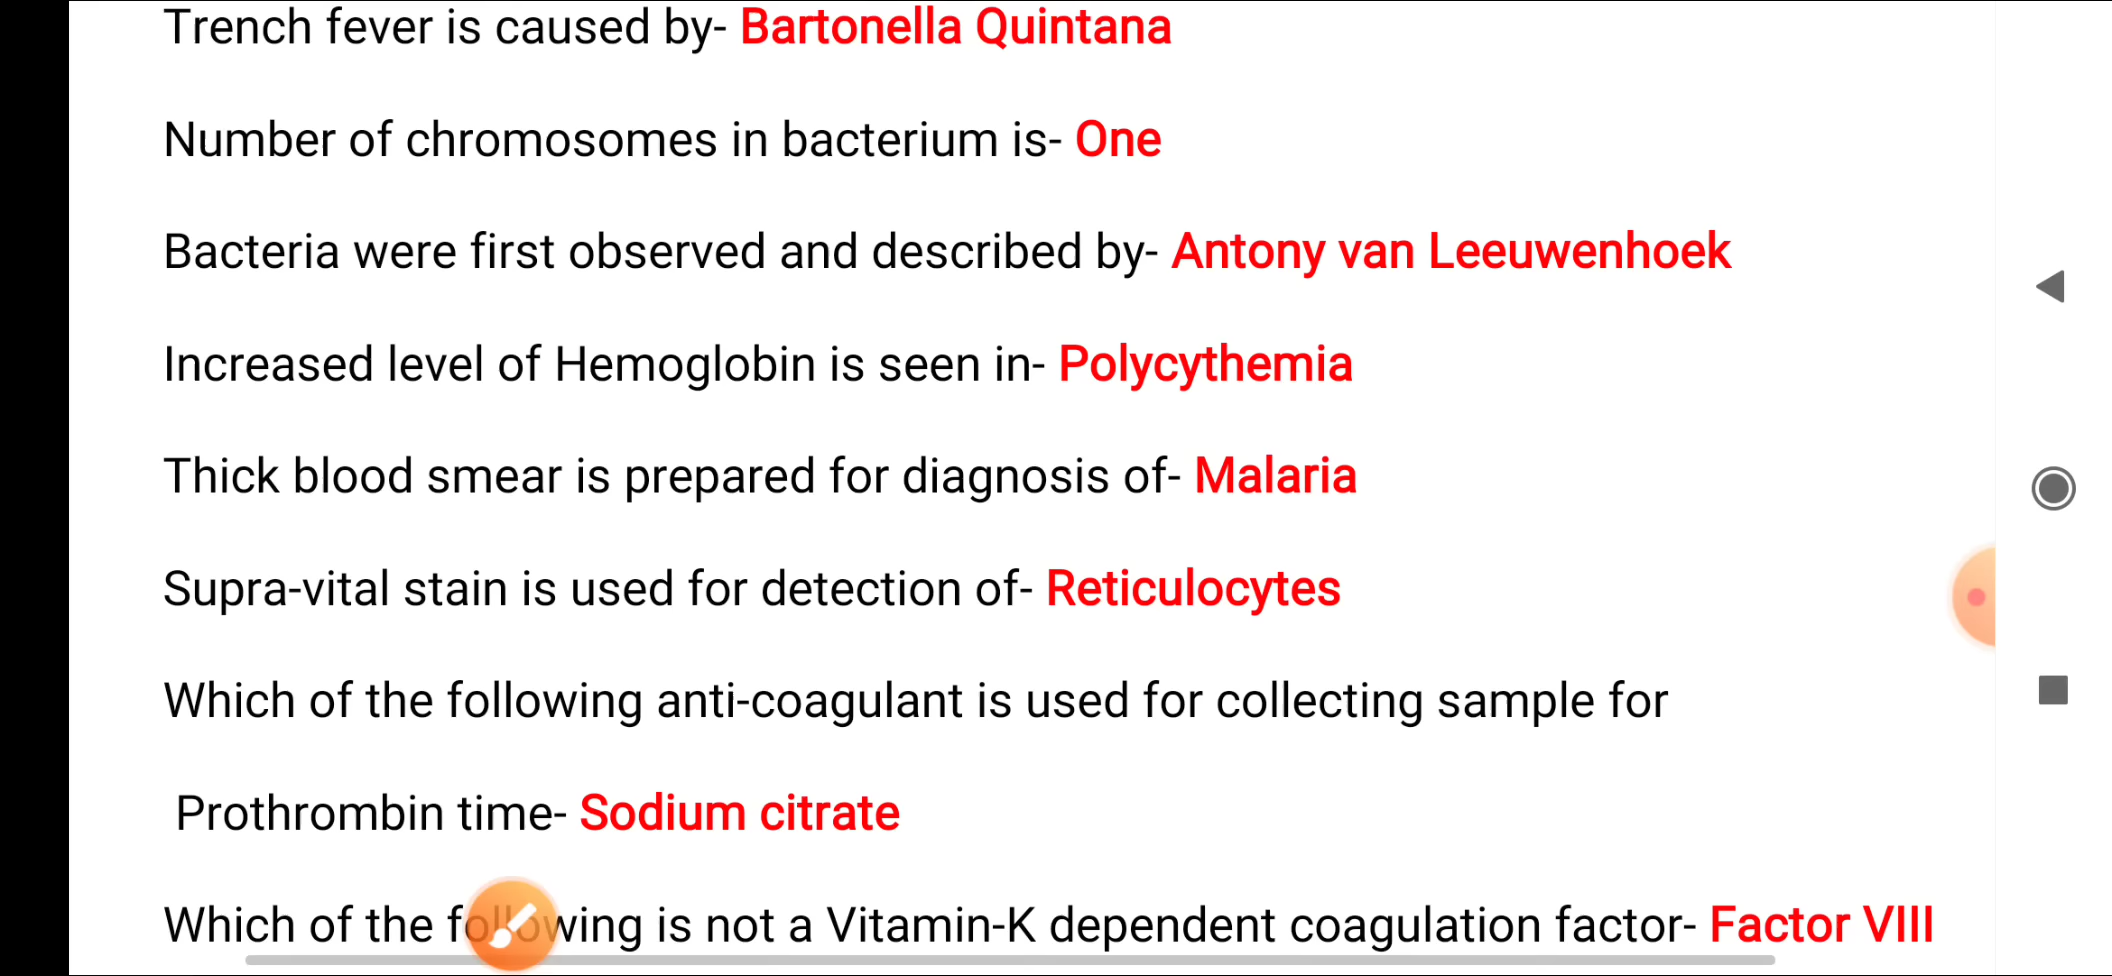 Trench fever is caused by- Bartonella Quintana
Number of chromosomes in bacterium is- One
Bacteria were first observed and described by- Antony van Leeuwenhoek
Increased level of Hemoglobin is seen in- Polycythemia
Thick blood smear is prepared for diagnosis of- Malaria
Supra-vital stain is used for detection of- Reticulocytes
Which of the following anti-coagulant is used for collecting sample for
Prothrombin time- Sodium citrate
Which of the following is not a Vitamin-K dependent coagulation factor- Factor VIII